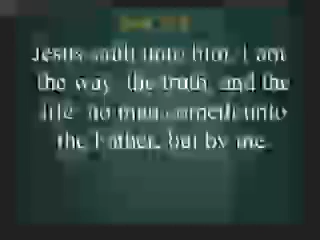 Jesus saith unto him, I am
the way, the truth, and the
life: no man cometh unto
the Father, but by me.